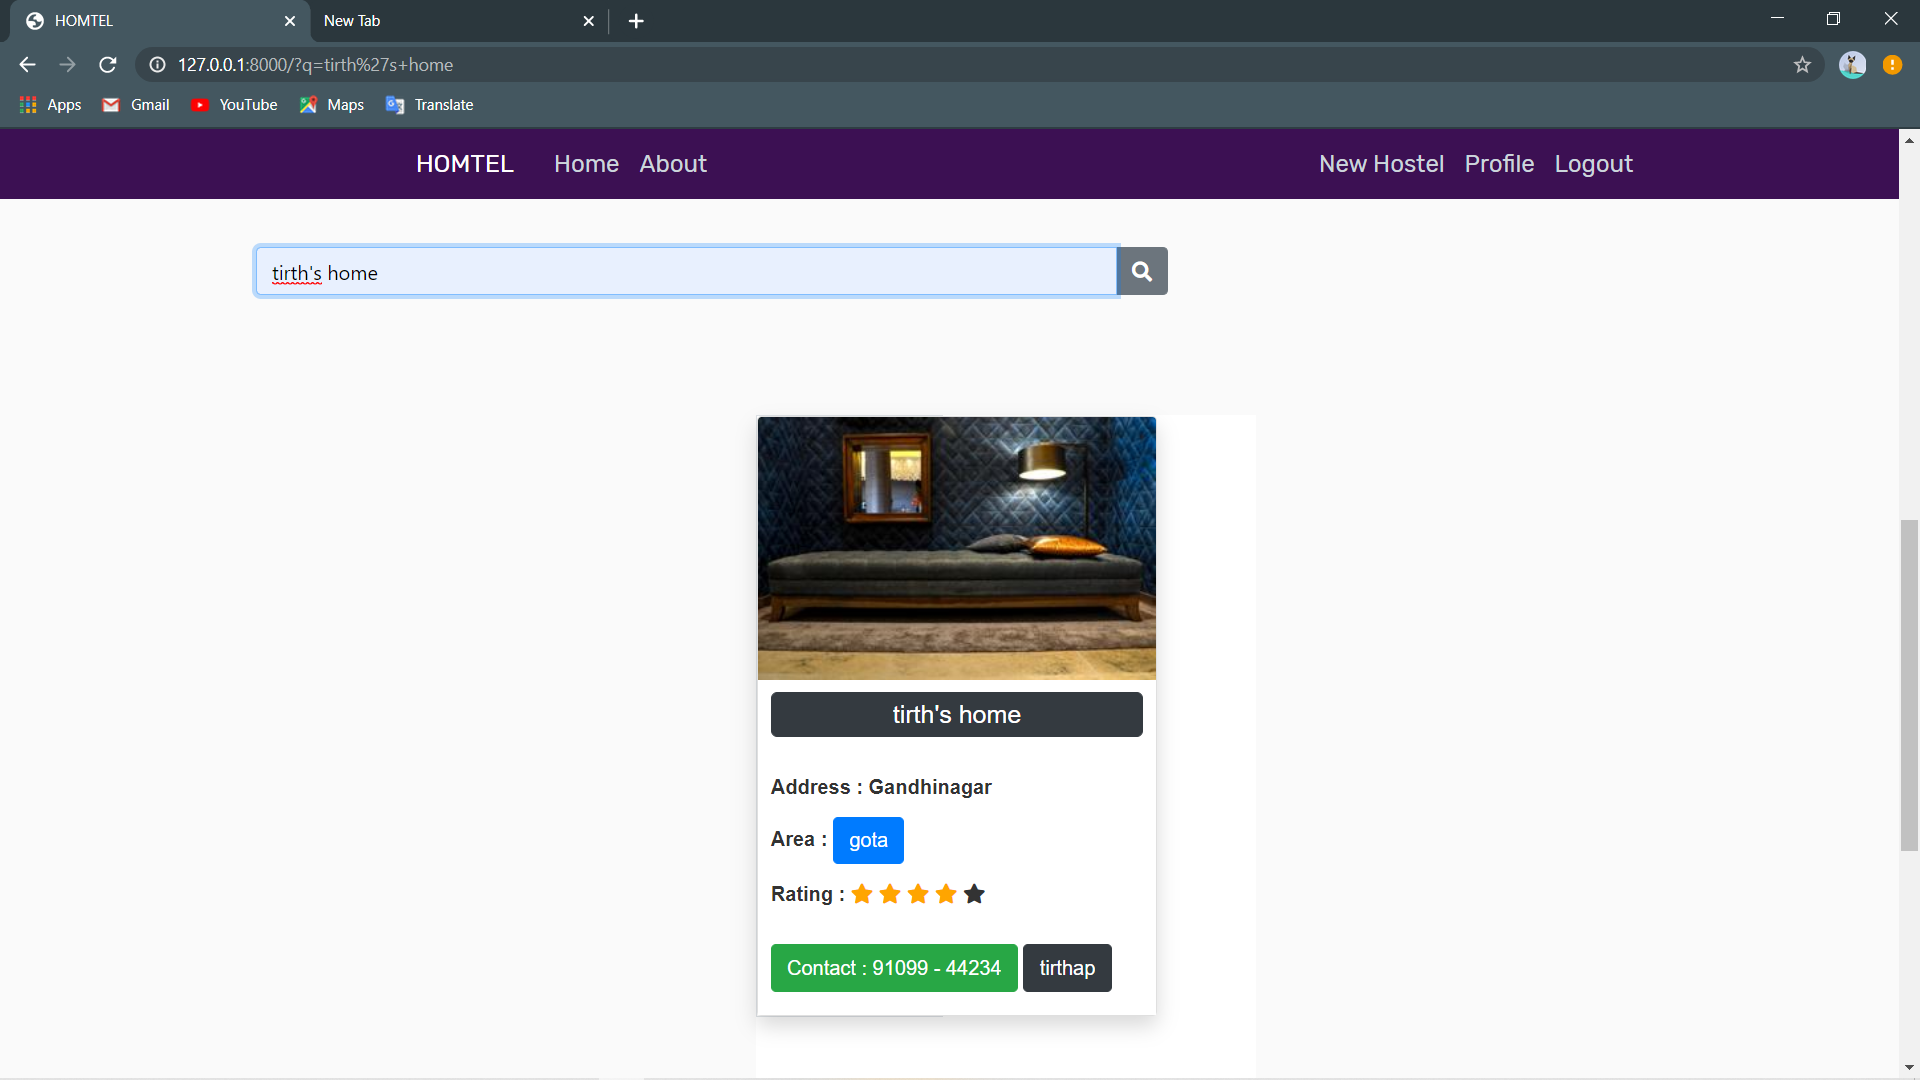 HOMTEL
New Tab
127.0.0.1:8000/?q=tirth%27s+home
Apps Gmail YouTube Maps Translate
HOMTEL Home About New Hostel Profile Logout
tirth's home
tirth's home
Address : Gandhinagar
Area : gota
Rating :
Contact : 91099 - 44234 tirthap